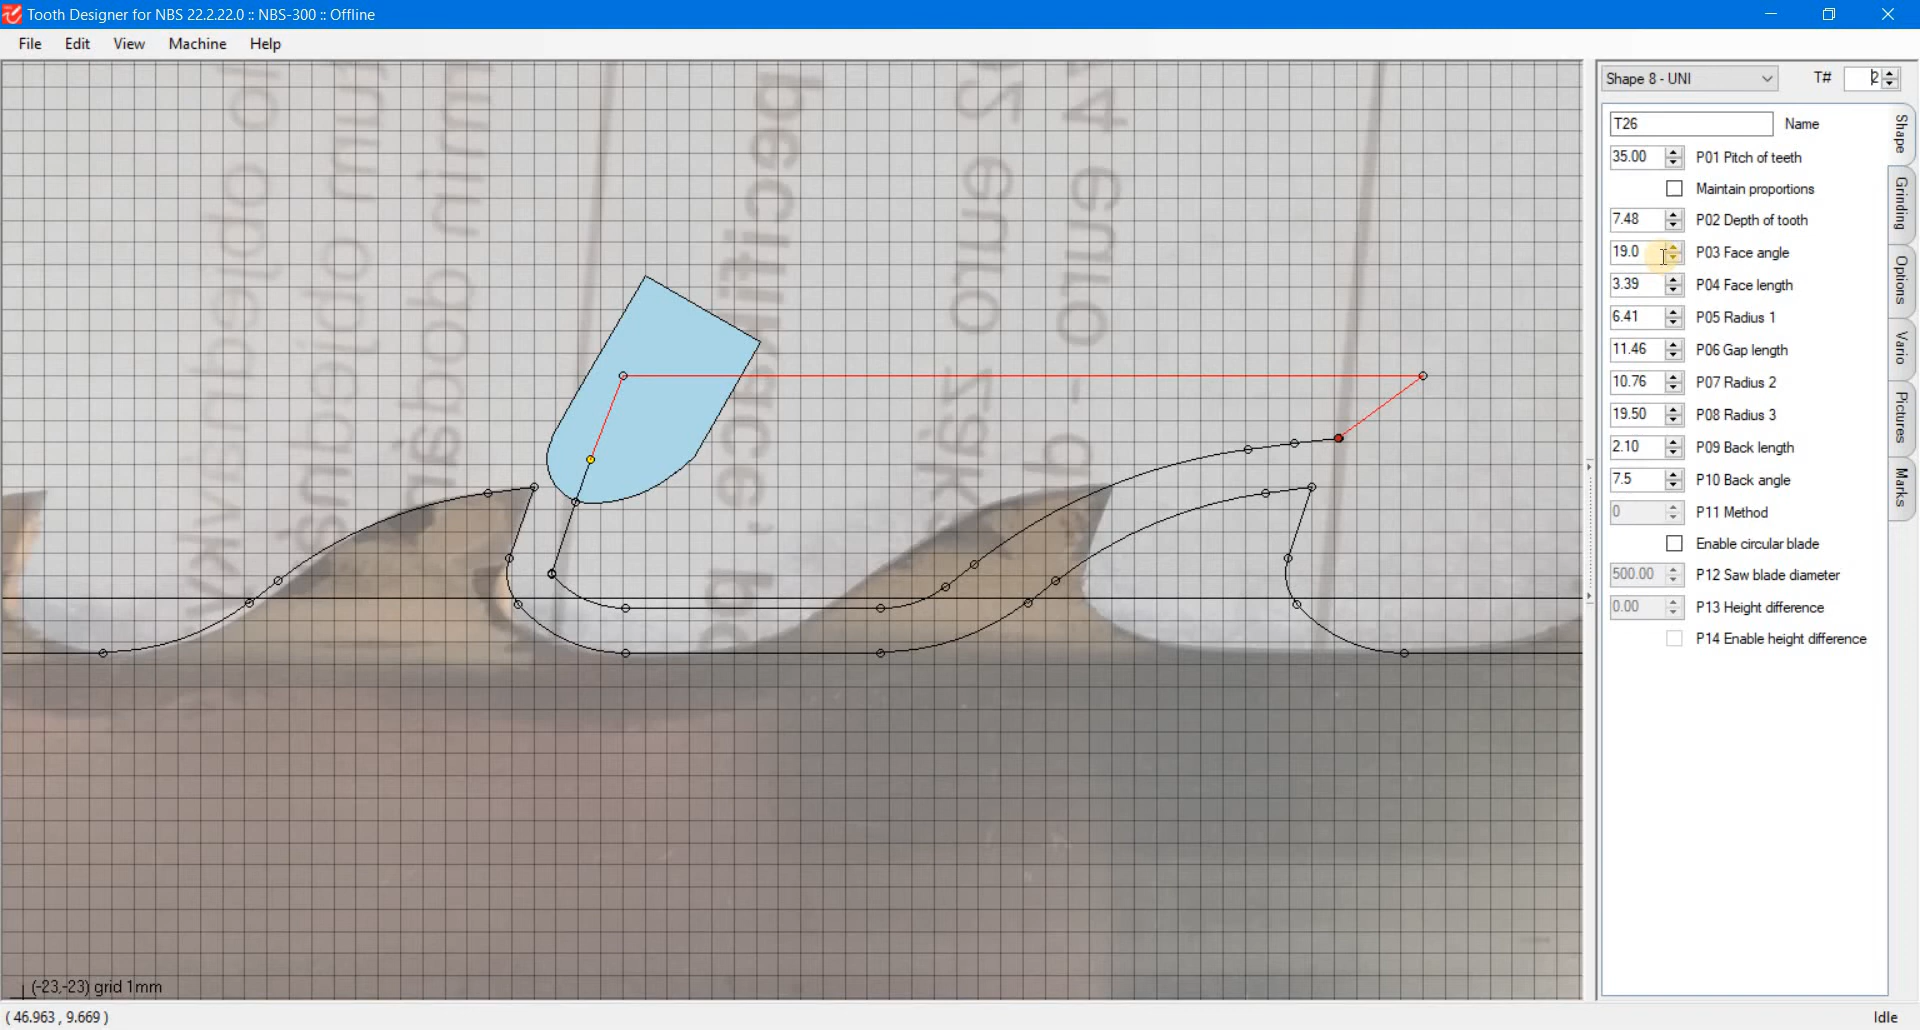 Tooth Designer for NBS 22.2.22.0 :: NBS-300 :: Offline
File Edit View Machine Help
Shape 8 - UNI T# 2
T26 Name
35.00 P01 Pitch of teeth
Maintain proportions
7.48 P02 Depth of tooth
19.0 P03 Face angle
3.39 P04 Face length
6.41 P05 Radius 1
11.46 P06 Gap length
10.76 P07 Radius 2
19.50 P08 Radius 3
2.10 P09 Back length
7.5 P10 Back angle
0 P11 Method
Enable circular blade
500.00 P12 Saw blade diameter
0.00 P13 Height difference
P14 Enable height difference
Shape
Grinding
Options
Vario
Pictures
Marks
(-23,-23) grid 1mm
( 46.963 , 9.669 )
Idle